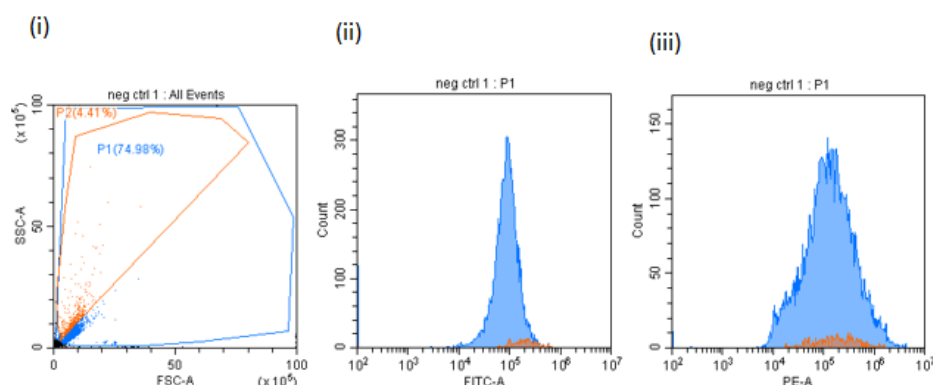 (i)
neg ctrl 1 : All Events
P2(4.41%)
P1(74.98%)
SSC-A
(x 10⁵)
100
50
0
0
50
100
FSC-A
(x 10⁵)
(ii)
neg ctrl 1 : P1
Count
300
200
100
0
10²
10³
10⁴
10⁵
10⁶
10⁷
FITC-A
(iii)
neg ctrl 1 : P1
Count
150
100
50
0
10²
10³
10⁴
10⁵
10⁶
10⁷
PE-A